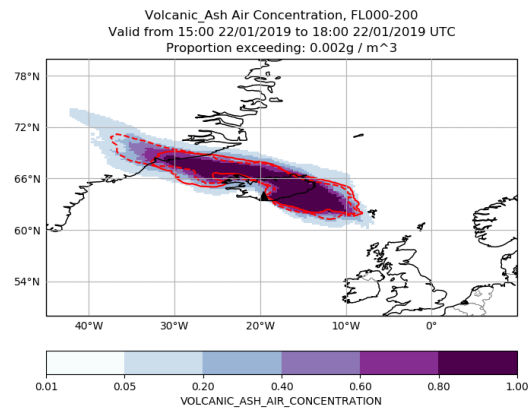 Volcanic_Ash Air Concentration, FL000-200
Valid from 15:00 22/01/2019 to 18:00 22/01/2019 UTC
Proportion exceeding: 0.002g / m^3
78°N
72°N
66°N
60°N
54°N
40°W 30°W 20°W 10°W 0°
0.01 0.05 0.20 0.40 0.60 0.80 1.00
VOLCANIC_ASH_AIR_CONCENTRATION